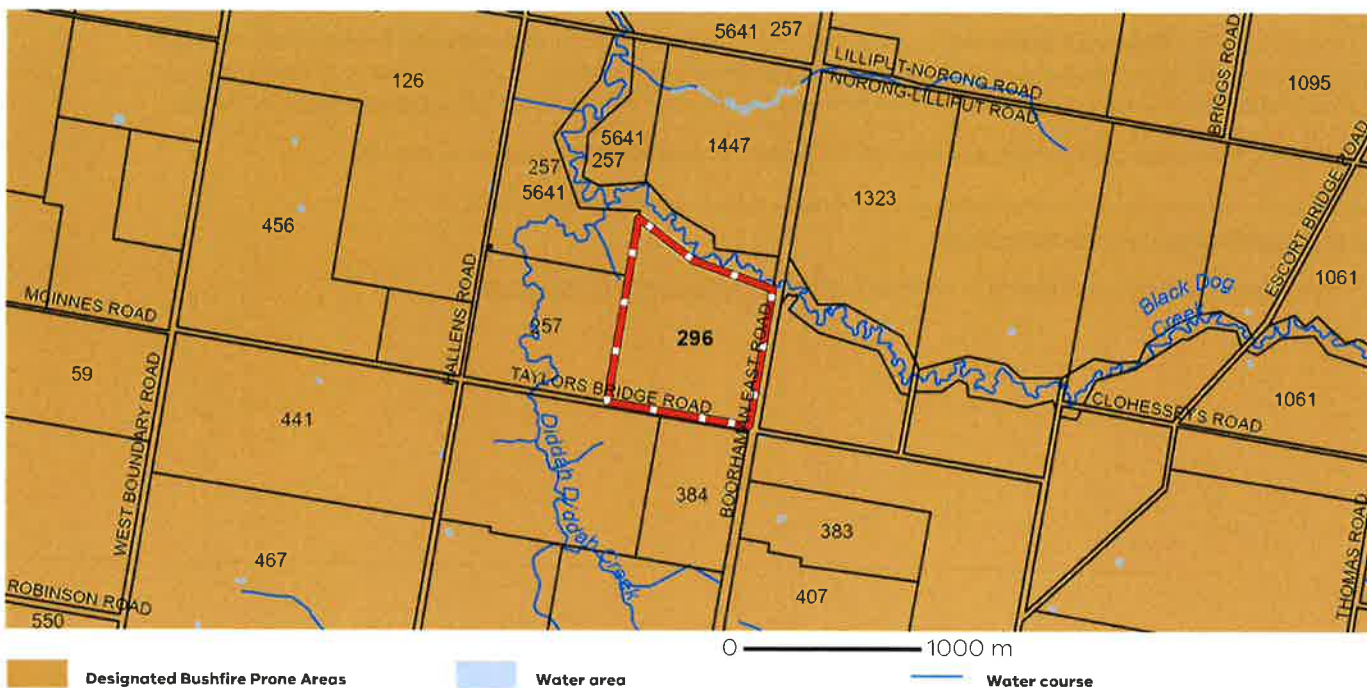 5641 257
LILLIPUT-NORONG ROAD
NORONG-LILLIPUT ROAD
BRIGGS ROAD
1095
126
5641
257
1447
257
5641
1323
456
ESCORT BRIDGE ROAD
1061
Black Dog
Creek
HALLENS ROAD
MCINNES ROAD
257
296
59
WEST BOUNDARY ROAD
TAYLORS BRIDGE ROAD
BOORHAMAN EAST ROAD
CLOHESSEYS ROAD
1061
441
Diddah Diddah Creek
384
383
467
407
THOMAS ROAD
ROBINSON ROAD
550
0 1000 m
Designated Bushfire Prone Areas Water area Water course